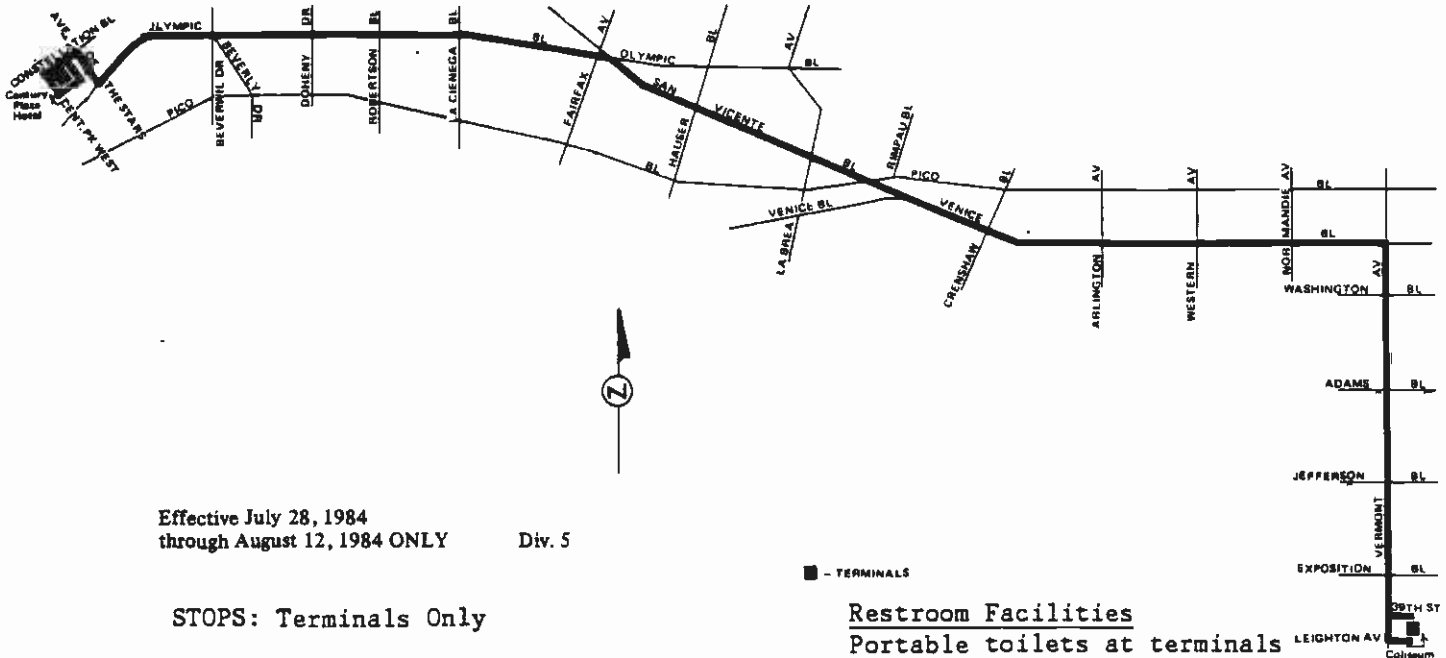 AVE.
CONSTELLATION BL
OLYMPIC
THE STARS
Century
Plaza
Hotel
CENT. PK WEST
PICO
BEVERWIL DR
BEVERLY
DR
DOHENY
DR
ROBERTSON
BL
LA CIENEGA
BL
BL
FAIRFAX
AV
OLYMPIC
BL
SAN
VICENTE
BL
HAUSER
BL
AV
BL
RIMPAU BL
PICO
VENICE BL
LA BREA
VENICE
CRENSHAW
BL
ARLINGTON
AV
WESTERN
AV
NORMANDIE AV
BL
BL
AV
WASHINGTON BL
ADAMS BL
JEFFERSON BL
VERMONT
EXPOSITION BL
39TH ST
LEIGHTON AV
Coliseum
Z
Effective July 28, 1984
through August 12, 1984 ONLY Div. 5
STOPS: Terminals Only
- TERMINALS
Restroom Facilities
Portable toilets at terminals